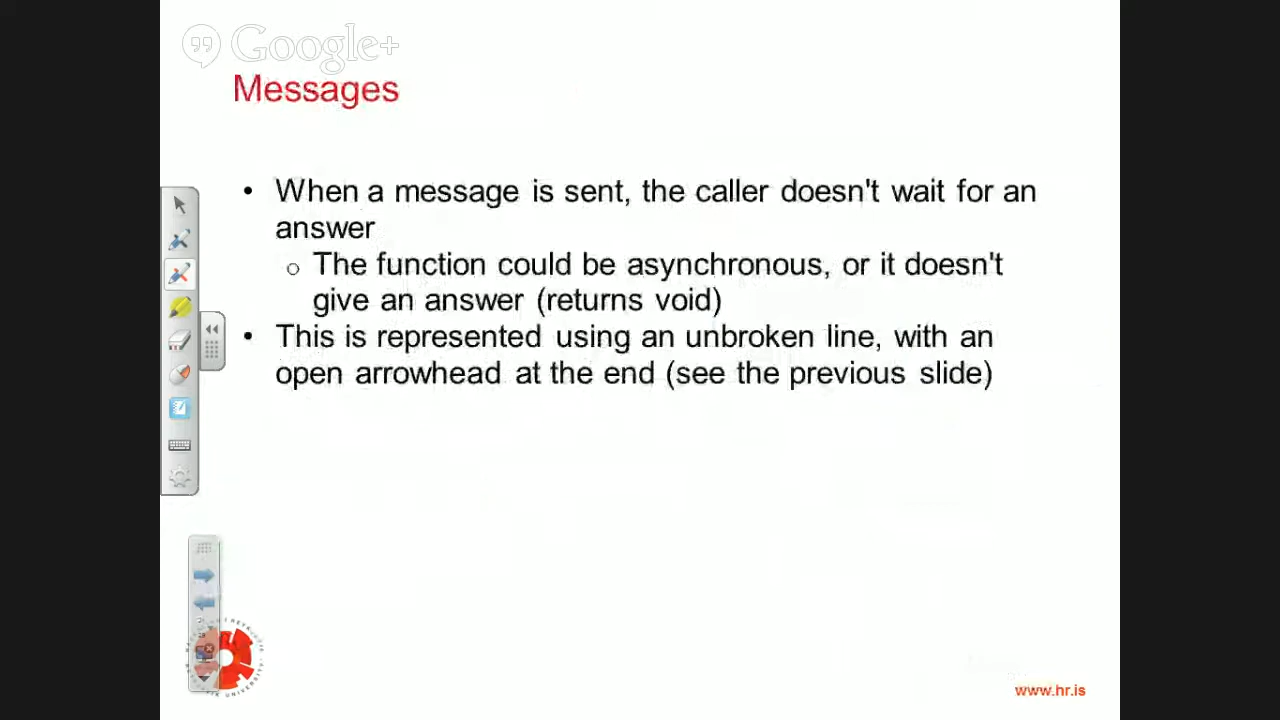 Google+
Messages
• When a message is sent, the caller doesn't wait for an
answer
o The function could be asynchronous, or it doesn't
give an answer (returns void)
• This is represented using an unbroken line, with an
open arrowhead at the end (see the previous slide)
www.hr.is